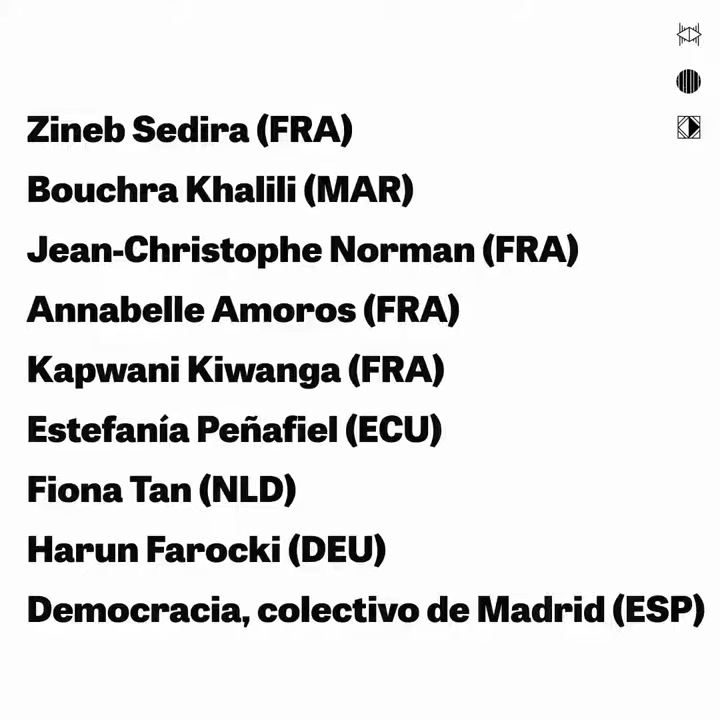 Zineb Sedira (FRA)
Bouchra Khalili (MAR)
Jean-Christophe Norman (FRA)
Annabelle Amoros (FRA)
Kapwani Kiwanga (FRA)
Estefanía Peñafiel (ECU)
Fiona Tan (NLD)
Harun Farocki (DEU)
Democracia, colectivo de Madrid (ESP)